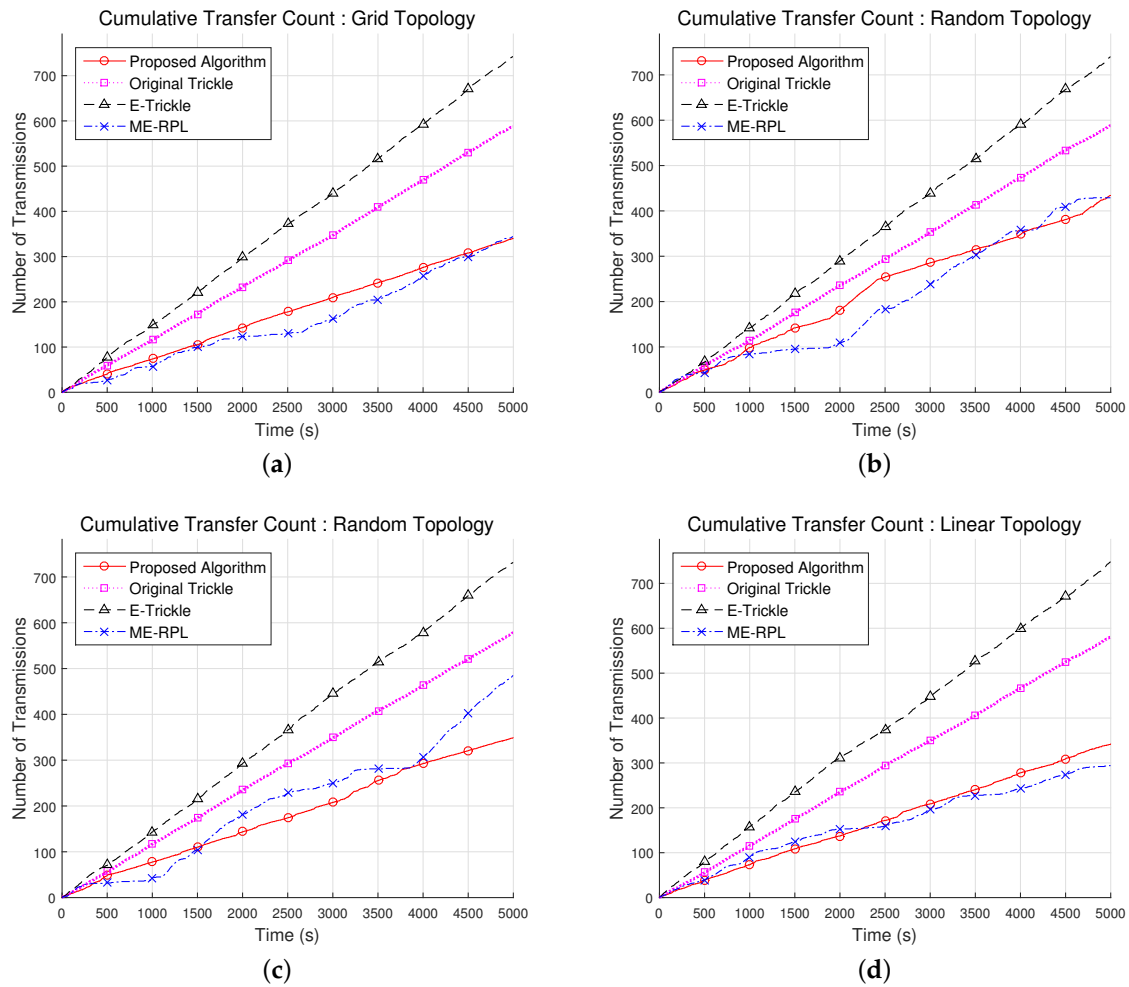 Cumulative Transfer Count : Grid Topology
Number of Transmissions
700
600
500
400
300
200
100
0
Proposed Algorithm
Original Trickle
E-Trickle
ME-RPL
0 500 1000 1500 2000 2500 3000 3500 4000 4500 5000
Time (s)
(a)
Cumulative Transfer Count : Random Topology
Number of Transmissions
700
600
500
400
300
200
100
0
Proposed Algorithm
Original Trickle
E-Trickle
ME-RPL
0 500 1000 1500 2000 2500 3000 3500 4000 4500 5000
Time (s)
(b)
Cumulative Transfer Count : Random Topology
Number of Transmissions
700
600
500
400
300
200
100
0
Proposed Algorithm
Original Trickle
E-Trickle
ME-RPL
0 500 1000 1500 2000 2500 3000 3500 4000 4500 5000
Time (s)
(c)
Cumulative Transfer Count : Linear Topology
Number of Transmissions
700
600
500
400
300
200
100
0
Proposed Algorithm
Original Trickle
E-Trickle
ME-RPL
0 500 1000 1500 2000 2500 3000 3500 4000 4500 5000
Time (s)
(d)